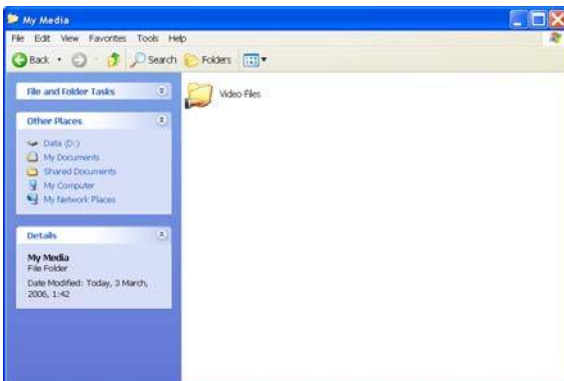 My Media
File Edit View Favorites Tools Help
Back Search Folders
File and Folder Tasks
Video Files
Other Places
Data (D:)
My Documents
Shared Documents
My Computer
My Network Places
Details
My Media
File Folder
Date Modified: Today, 3 March,
2006, 1:42